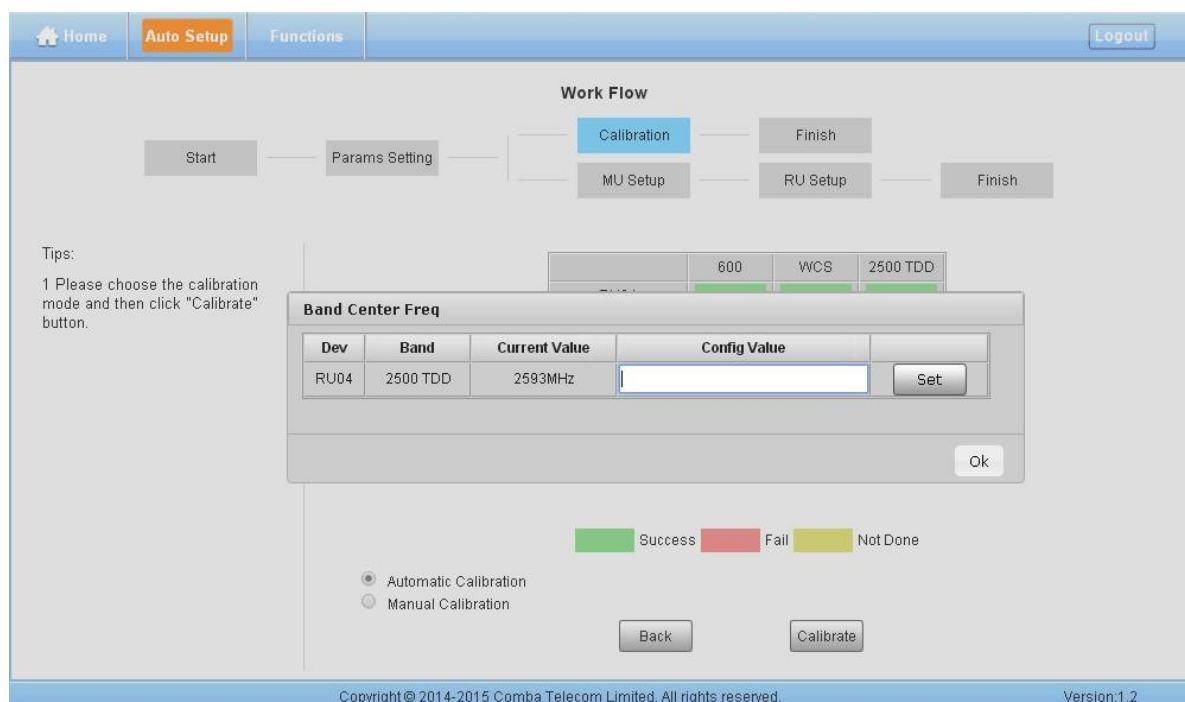 Home Auto Setup Functions Logout
Work Flow
Calibration Finish
Start Params Setting
MU Setup RU Setup Finish
Tips:
1 Please choose the calibration
mode and then click "Calibrate"
button.
600 WCS 2500 TDD
Band Center Freq
Dev Band Current Value Config Value
RU04 2500 TDD 2593MHz Set
Ok
Success Fail Not Done
Automatic Calibration
Manual Calibration
Back Calibrate
Copyright © 2014-2015 Comba Telecom Limited. All rights reserved. Version:1.2